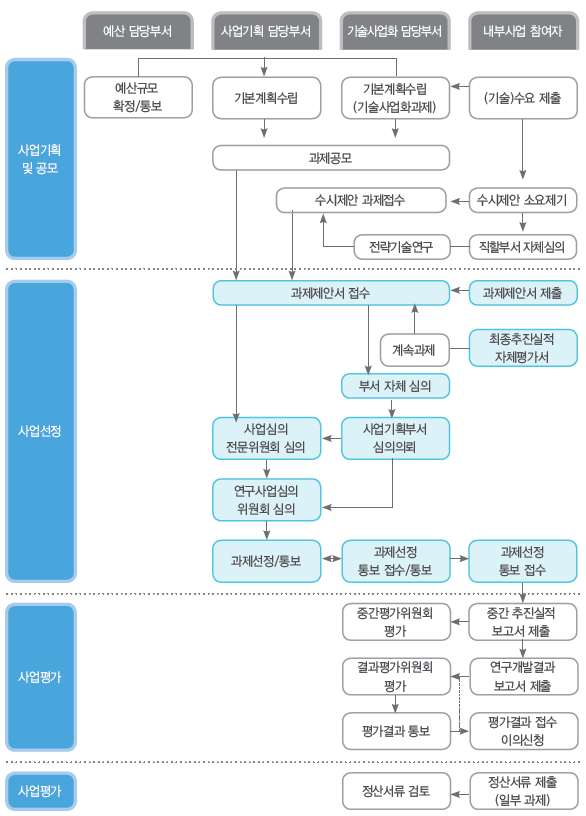 예산 담당부서
사업기획 담당부서
기술사업화 담당부서
내부사업 참여자
사업기획
및 공모
예산규모
확정/통보
기본계획수립
기본계획수립
(기술사업화과제)
(기술)수요 제출
과제공모
수시제안 과제접수
수시제안 소요제기
전략기술연구
직할부서 자체심의
사업선정
과제제안서 접수
과제제안서 제출
계속과제
최종추진실적
자체평가서
부서 자체 심의
사업심의
전문위원회 심의
사업기획부서
심의의뢰
연구사업심의
위원회 심의
과제선정/통보
과제선정
통보 접수/통보
과제선정
통보 접수
사업평가
중간평가위원회
평가
중간 추진실적
보고서 제출
결과평가위원회
평가
연구개발결과
보고서 제출
평가결과 통보
평가결과 접수
이의신청
사업평가
정산서류 검토
정산서류 제출
(일부 과제)